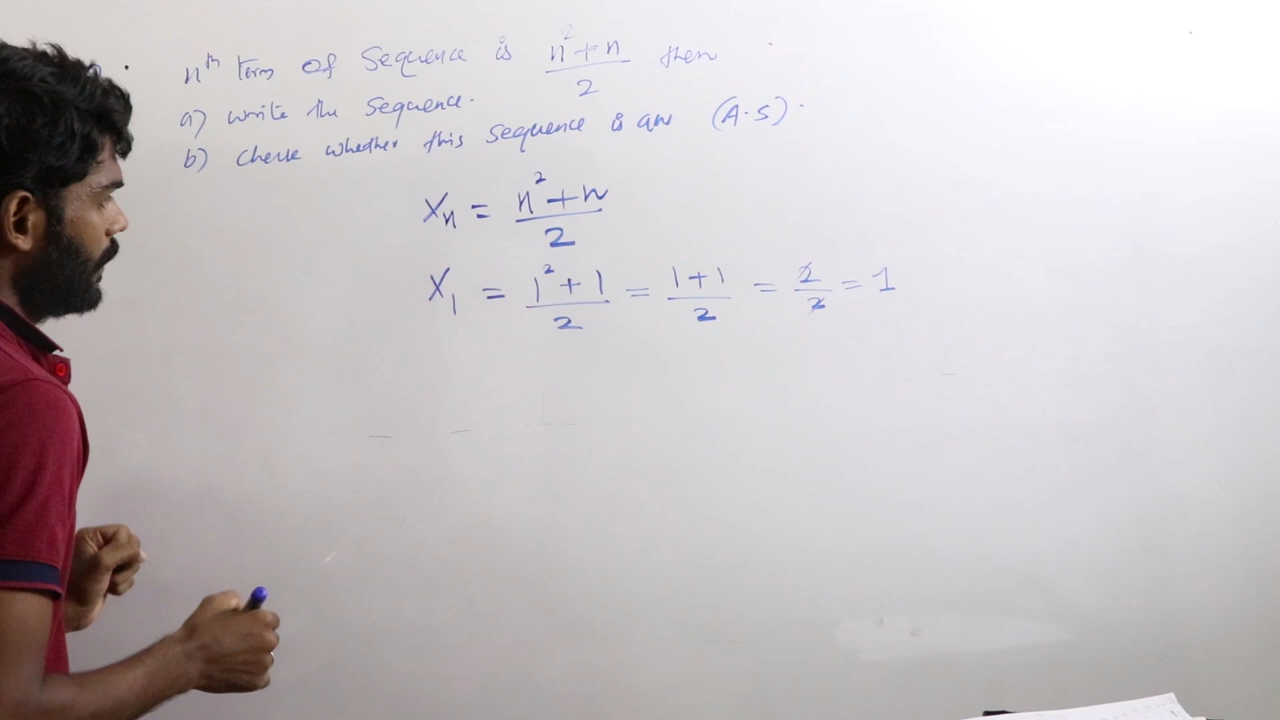 nth term of Sequence is n²+n/2 then
a) write the Sequence.
b) check whether this sequence is an (A.S).
Xn = n²+n/2
X1 = 1²+1/2 = 1+1/2 = 2/2 = 1